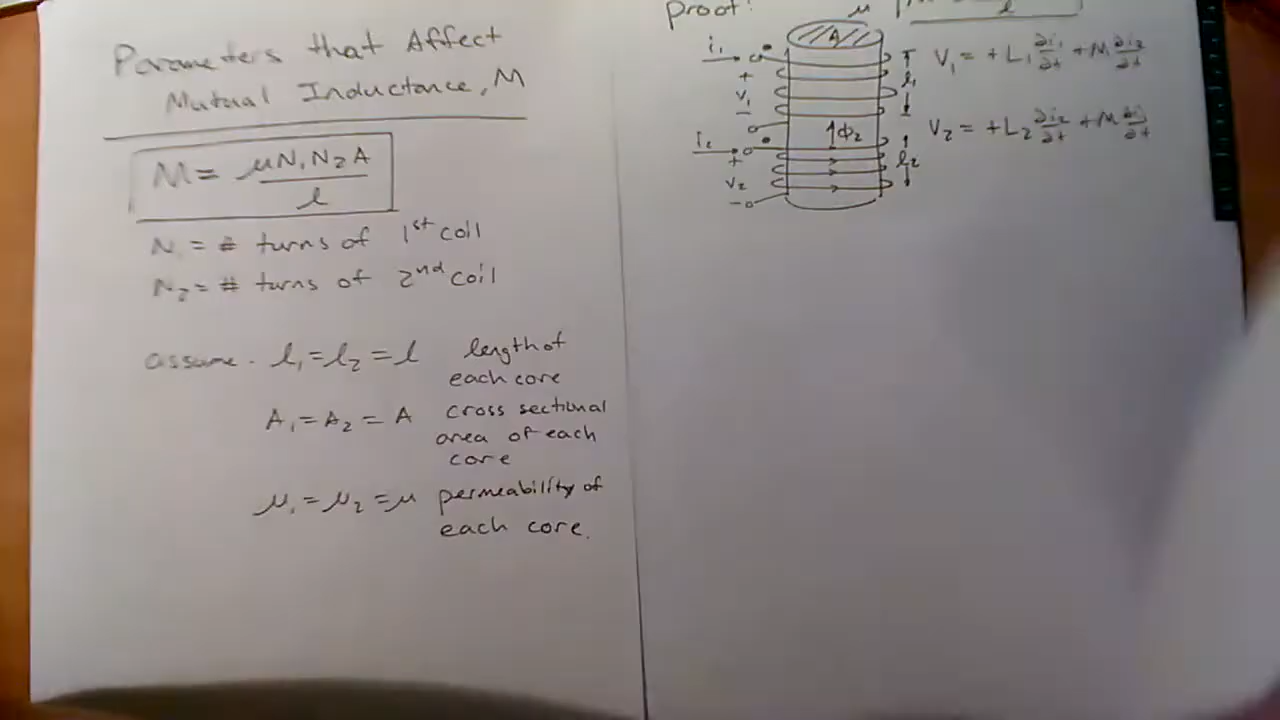 Parameters that Affect
Mutual Inductance, M
M = μN₁N₂A / l
N₁ = # turns of 1st coil
N₂ = # turns of 2nd coil
assume. l₁ = l₂ = l length of
each core
A₁ = A₂ = A cross sectional
area of each
core
μ₁ = μ₂ = μ permeability of
each core.
Proof:
μ
l
A
i₁
+
V₁
-
l₁
V₁ = +L₁ ∂i₁/∂t + M ∂i₂/∂t
↑Φ₂
i₂
+
V₂
-
l₂
V₂ = +L₂ ∂i₂/∂t + M ∂i₁/∂t